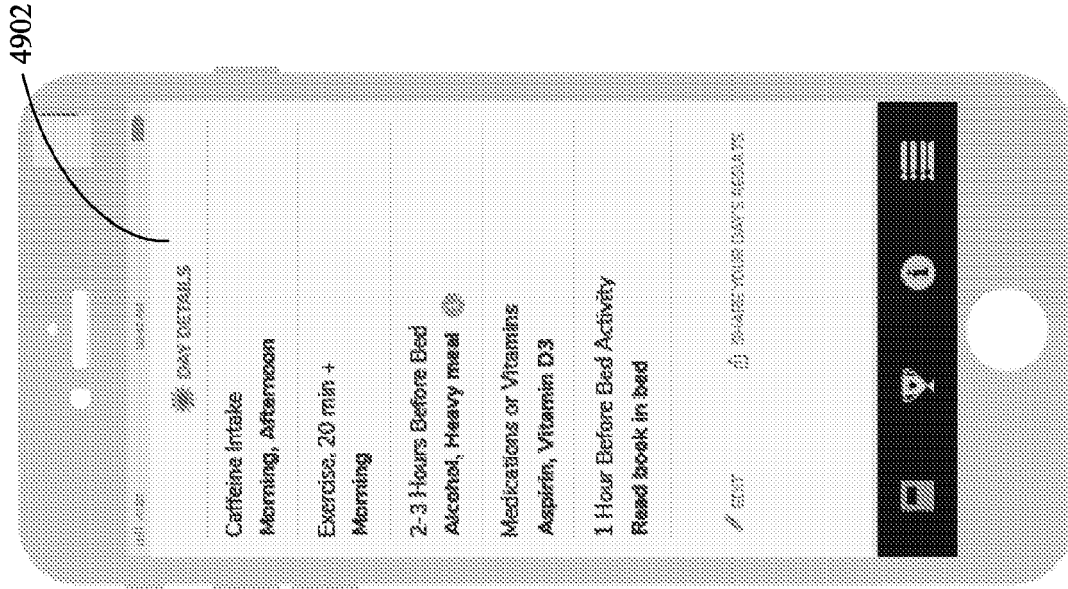 4902
DAY DETAILS
Caffeine Intake
Morning, Afternoon
Exercise, 20 min +
Morning
2-3 Hours Before Bed
Alcohol, Heavy meal
Medications or Vitamins
Aspirin, Vitamin D3
1 Hour Before Bed Activity
Read book in bed
EDIT
SHARE YOUR DAY'S RESULTS